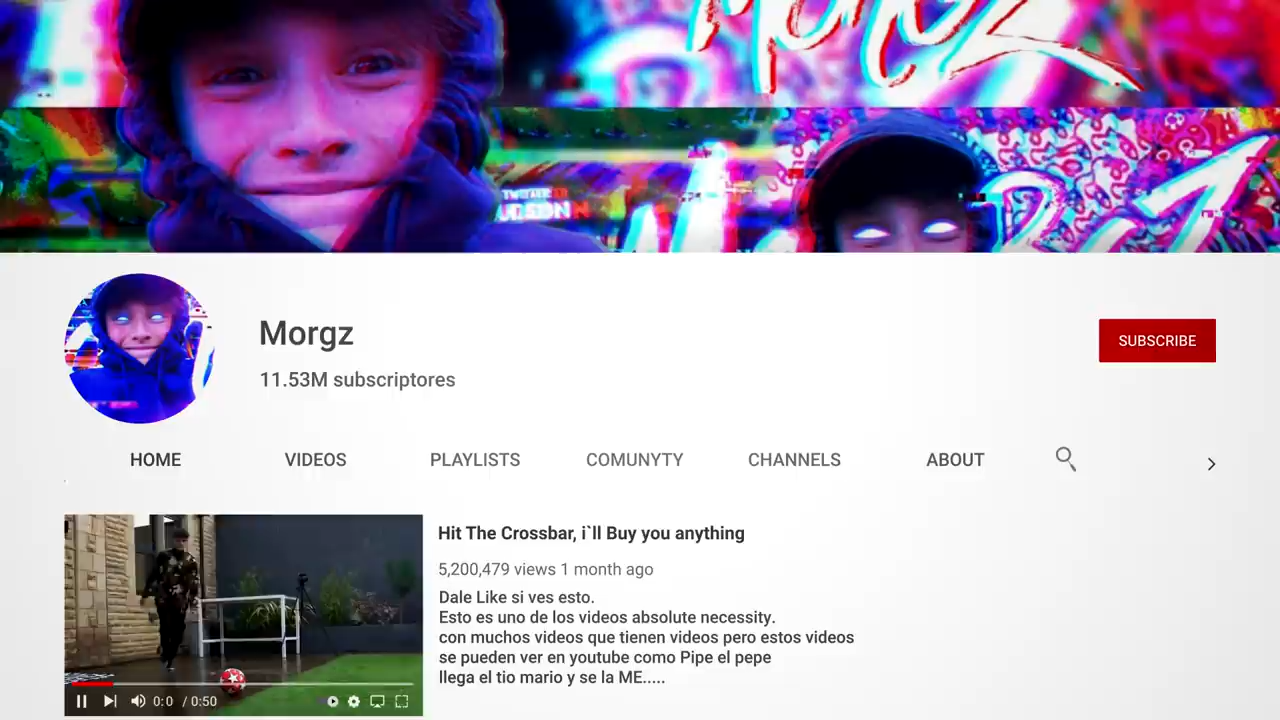 Morgz
TWITTER
UDSON
Morgz
11.53M subscriptores
SUBSCRIBE
HOME
VIDEOS
PLAYLISTS
COMUNYTY
CHANNELS
ABOUT
Hit The Crossbar, i`ll Buy you anything
5,200,479 views 1 month ago
Dale Like si ves esto.
Esto es uno de los videos absolute necessity.
con muchos videos que tienen videos pero estos videos
se pueden ver en youtube como Pipe el pepe
llega el tio mario y se la ME.....
0:0 / 0:50